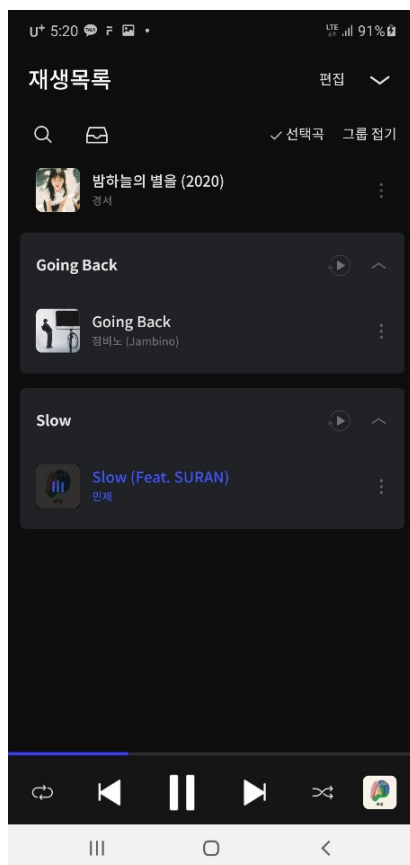 U+ 5:20
LTE 91%
재생목록
편집
선택곡 그룹 접기
밤하늘의 별을 (2020)
경서
Going Back
Going Back
잠비노 (Jambino)
Slow
Slow (Feat. SURAN)
민제